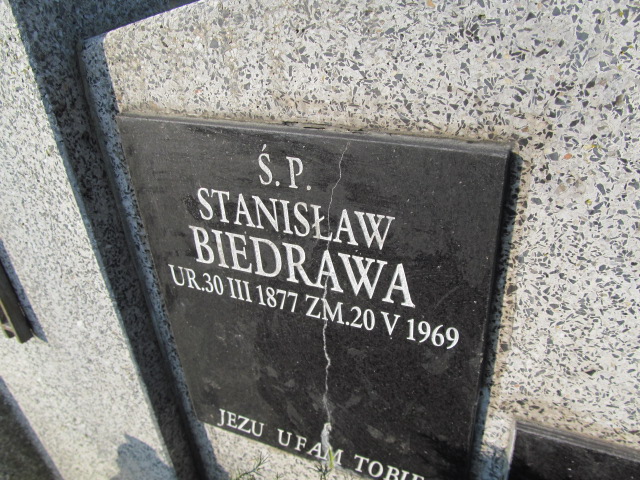 Ś.P.
STANISŁAW
BIEDRAWA
UR.30 III 1877 ZM.20 V 1969
JEZU UFAM TOBIE